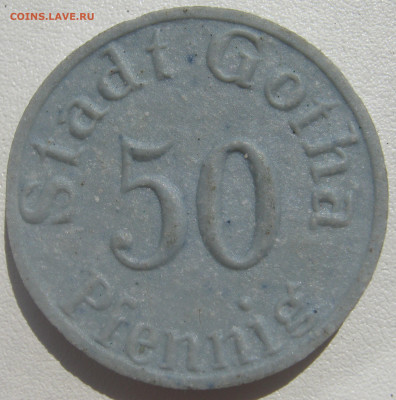 COINS.LAVE.RU
Stadt Gotha
50
Pfennig